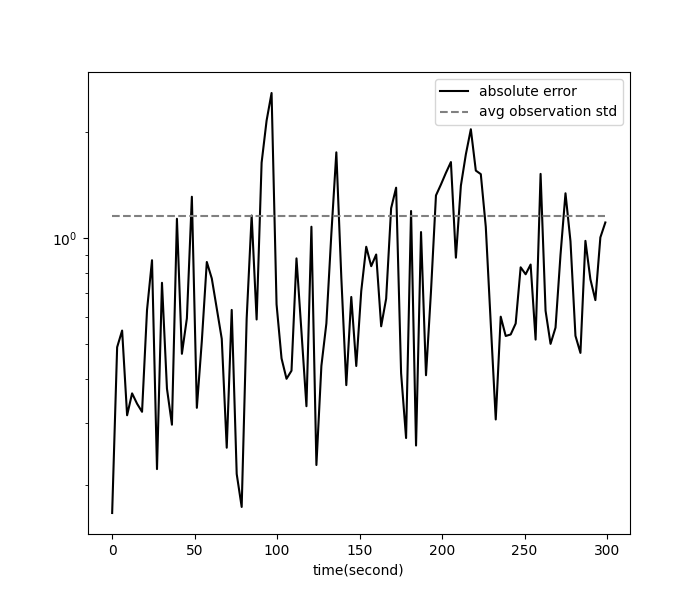 absolute error
avg observation std
10⁰
0 50 100 150 200 250 300
time(second)